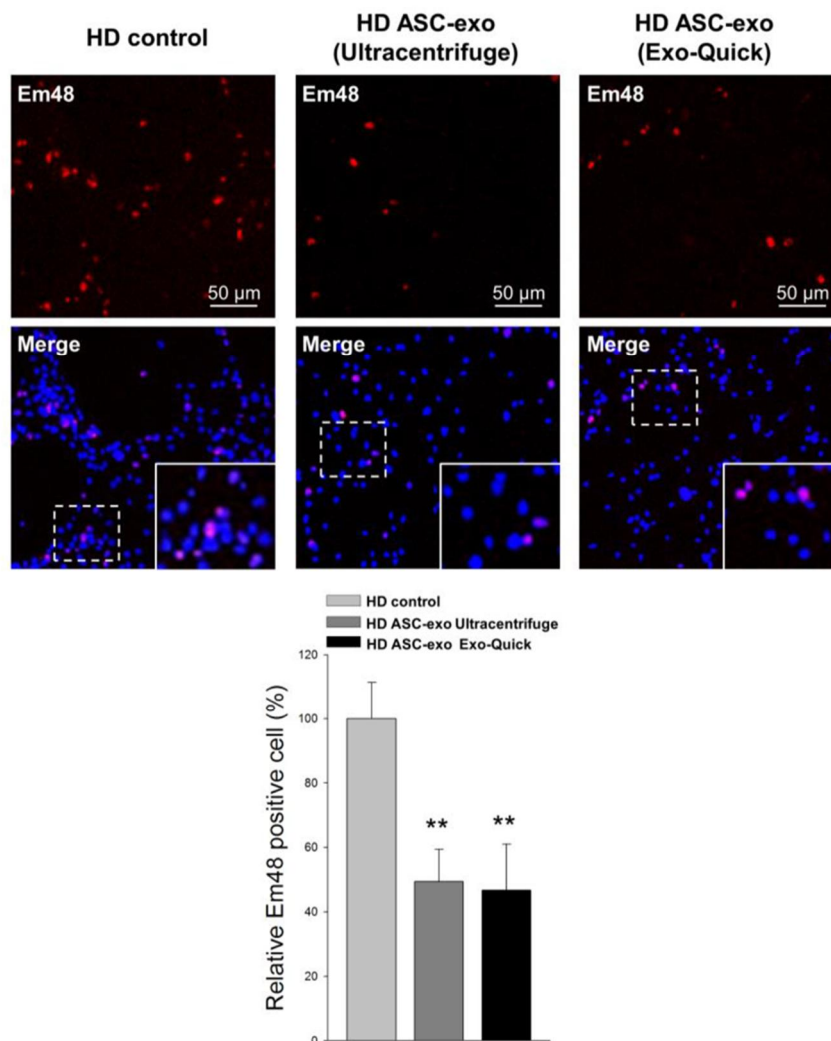 HD control
HD ASC-exo
(Ultracentrifuge)
HD ASC-exo
(Exo-Quick)
Em48
50 µm
Em48
50 µm
Em48
50 µm
Merge
Merge
Merge
HD control
HD ASC-exo Ultracentrifuge
HD ASC-exo Exo-Quick
Relative Em48 positive cell (%)
120
100
80
60
40
20
0
**
**